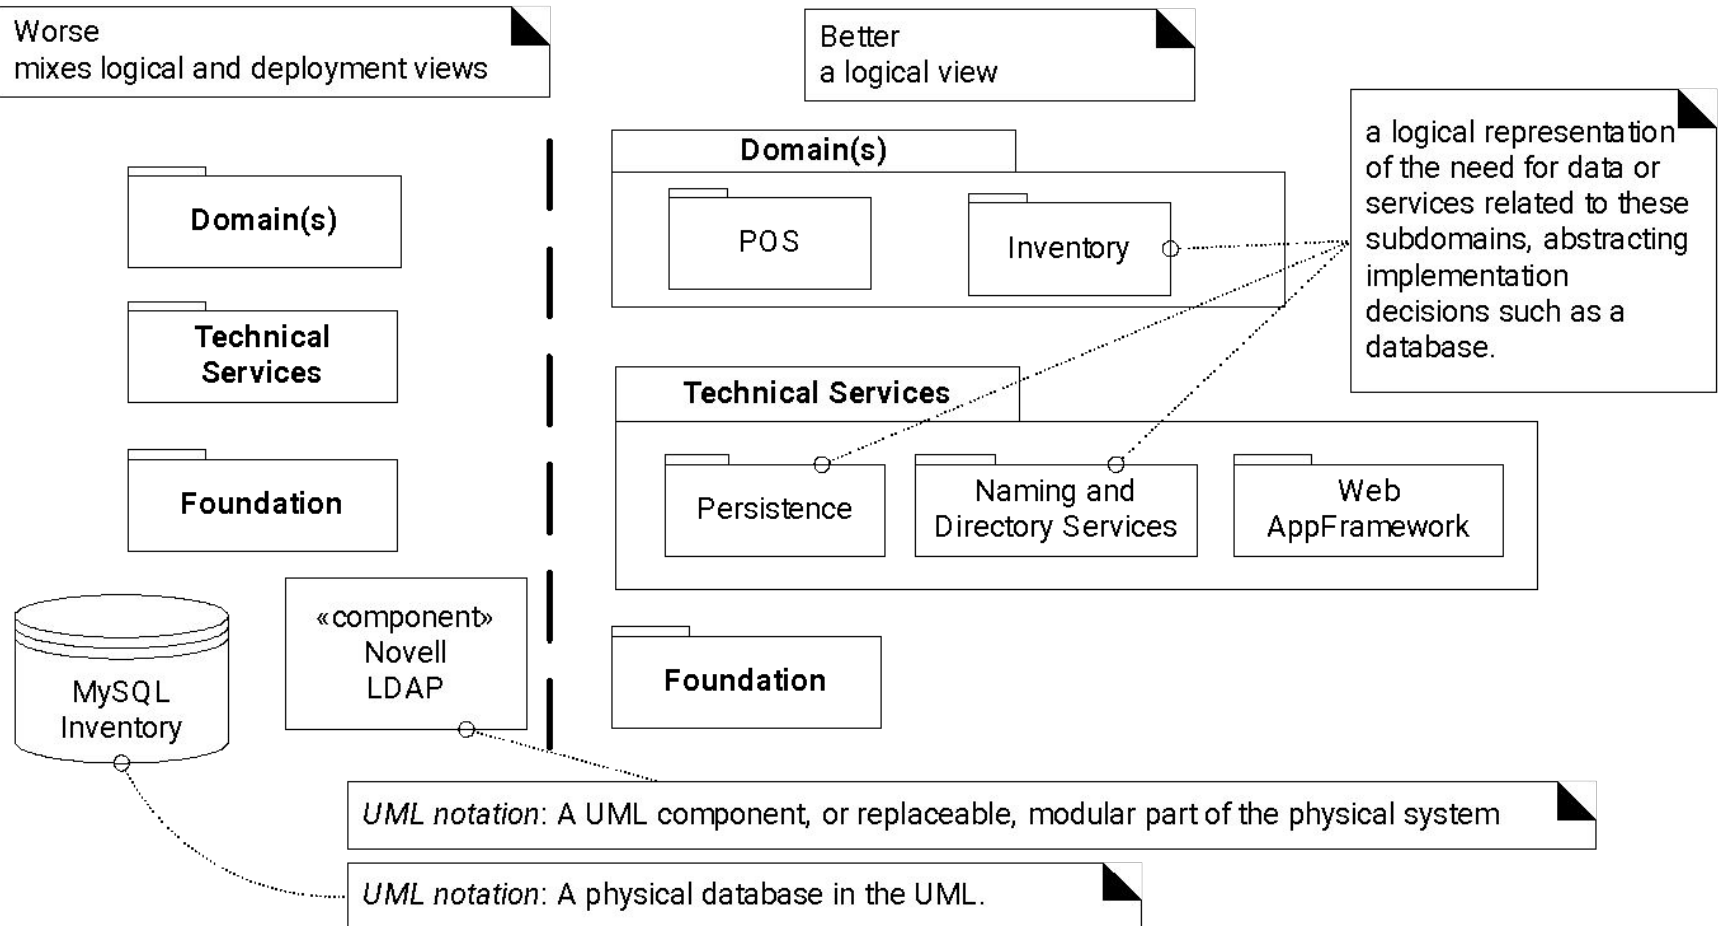 Worse
mixes logical and deployment views
Better
a logical view
a logical representation
of the need for data or
services related to these
subdomains, abstracting
implementation
decisions such as a
database.
Domain(s)
Technical
Services
Foundation
MySQL
Inventory
«component»
Novell
LDAP
Domain(s)
POS
Inventory
Technical Services
Persistence
Naming and
Directory Services
Web
AppFramework
Foundation
UML notation: A UML component, or replaceable, modular part of the physical system
UML notation: A physical database in the UML.